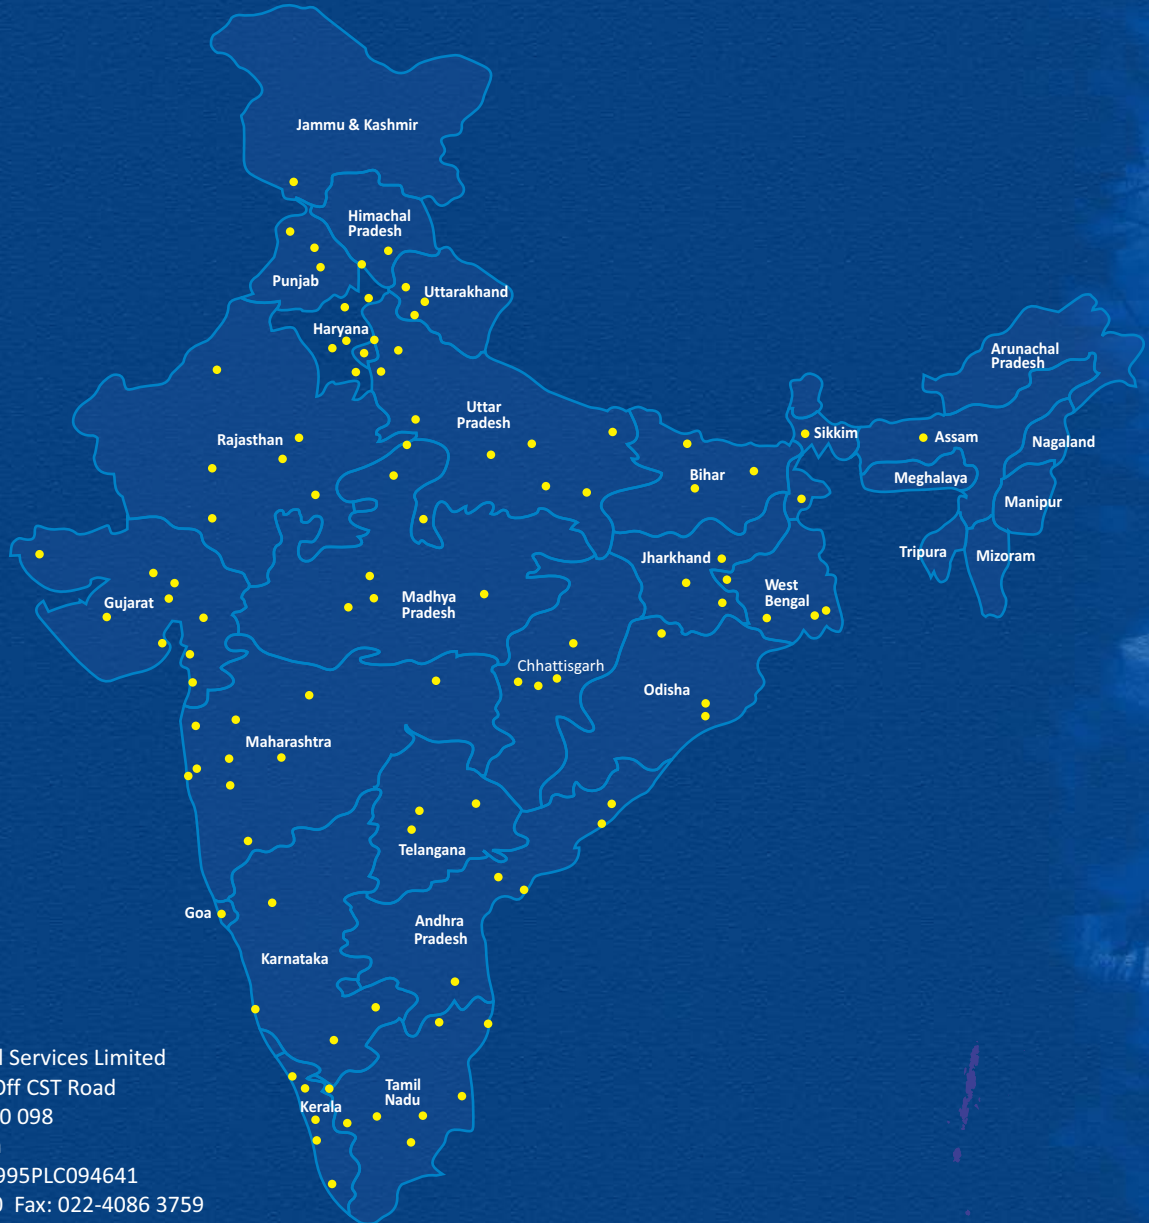 Jammu & Kashmir
Himachal
Pradesh
Punjab
Uttarakhand
Haryana
Arunachal
Pradesh
Uttar
Pradesh
Rajasthan
Sikkim
Assam
Nagaland
Bihar
Meghalaya
Manipur
Jharkhand
Tripura
Mizoram
West
Bengal
Gujarat
Madhya
Pradesh
Chhattisgarh
Odisha
Maharashtra
Telangana
Goa
Andhra
Pradesh
Karnataka
Tamil
Nadu
Kerala
Services Limited
Off CST Road
0 098
995PLC094641
Fax: 022-4086 3759